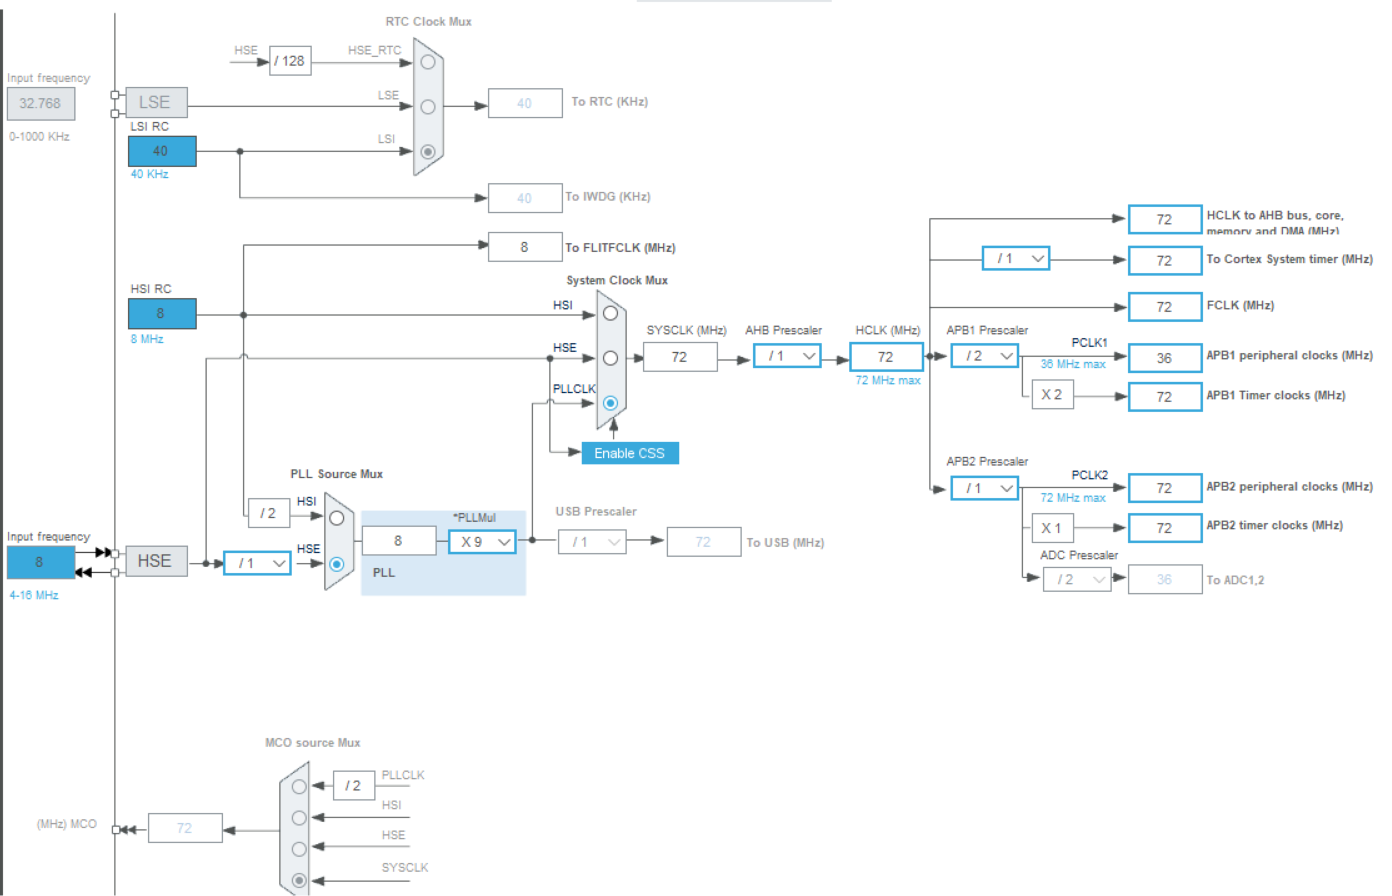 RTC Clock Mux
HSE
/ 128
HSE_RTC
Input frequency
32.768
0-1000 KHz
LSE
LSE
40
To RTC (KHz)
LSI RC
40
40 KHz
LSI
40
To IWDG (KHz)
8
To FLITFCLK (MHz)
HSI RC
8
8 MHz
System Clock Mux
HSI
HSE
PLLCLK
SYSCLK (MHz)
72
AHB Prescaler
/ 1
HCLK (MHz)
72
72 MHz max
Enable CSS
72
HCLK to AHB bus, core,
memory and DMA (MHz)
/ 1
72
To Cortex System timer (MHz)
72
FCLK (MHz)
APB1 Prescaler
/ 2
PCLK1
36 MHz max
36
APB1 peripheral clocks (MHz)
X 2
72
APB1 Timer clocks (MHz)
APB2 Prescaler
/ 1
PCLK2
72 MHz max
72
APB2 peripheral clocks (MHz)
X 1
72
APB2 timer clocks (MHz)
ADC Prescaler
/ 2
36
To ADC1,2
PLL Source Mux
HSI
/ 2
Input frequency
8
4-16 MHz
HSE
/ 1
HSE
8
*PLLMul
X 9
PLL
USB Prescaler
/ 1
72
To USB (MHz)
MCO source Mux
PLLCLK
/ 2
HSI
HSE
SYSCLK
(MHz) MCO
72